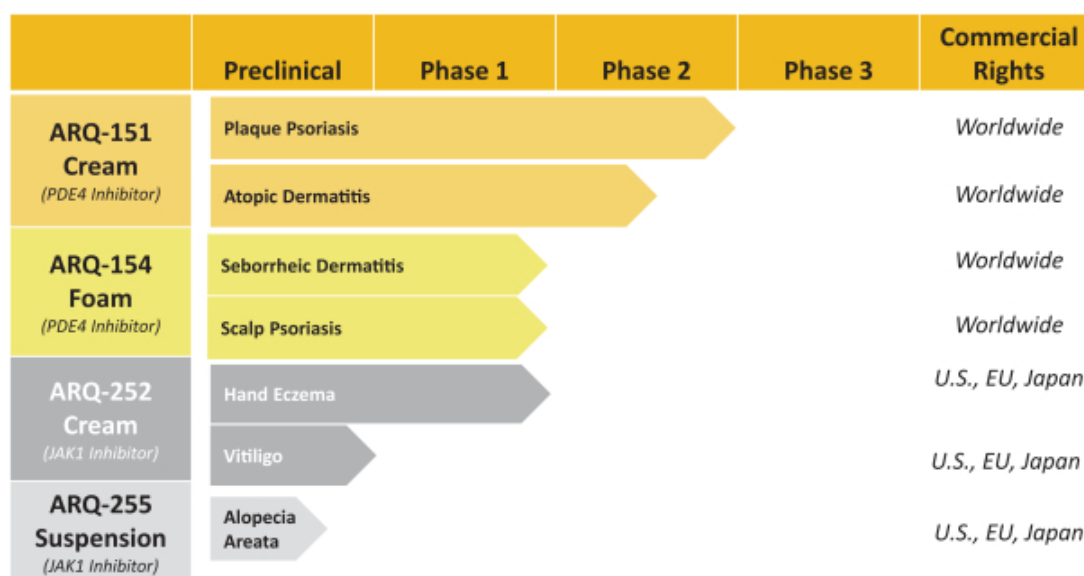 Preclinical
Phase 1
Phase 2
Phase 3
Commercial
Rights
ARQ-151
Cream
(PDE4 Inhibitor)
Plaque Psoriasis
Worldwide
Atopic Dermatitis
Worldwide
ARQ-154
Foam
(PDE4 Inhibitor)
Seborrheic Dermatitis
Worldwide
Scalp Psoriasis
Worldwide
ARQ-252
Cream
(JAK1 Inhibitor)
Hand Eczema
U.S., EU, Japan
Vitiligo
U.S., EU, Japan
ARQ-255
Suspension
(JAK1 Inhibitor)
Alopecia
Areata
U.S., EU, Japan